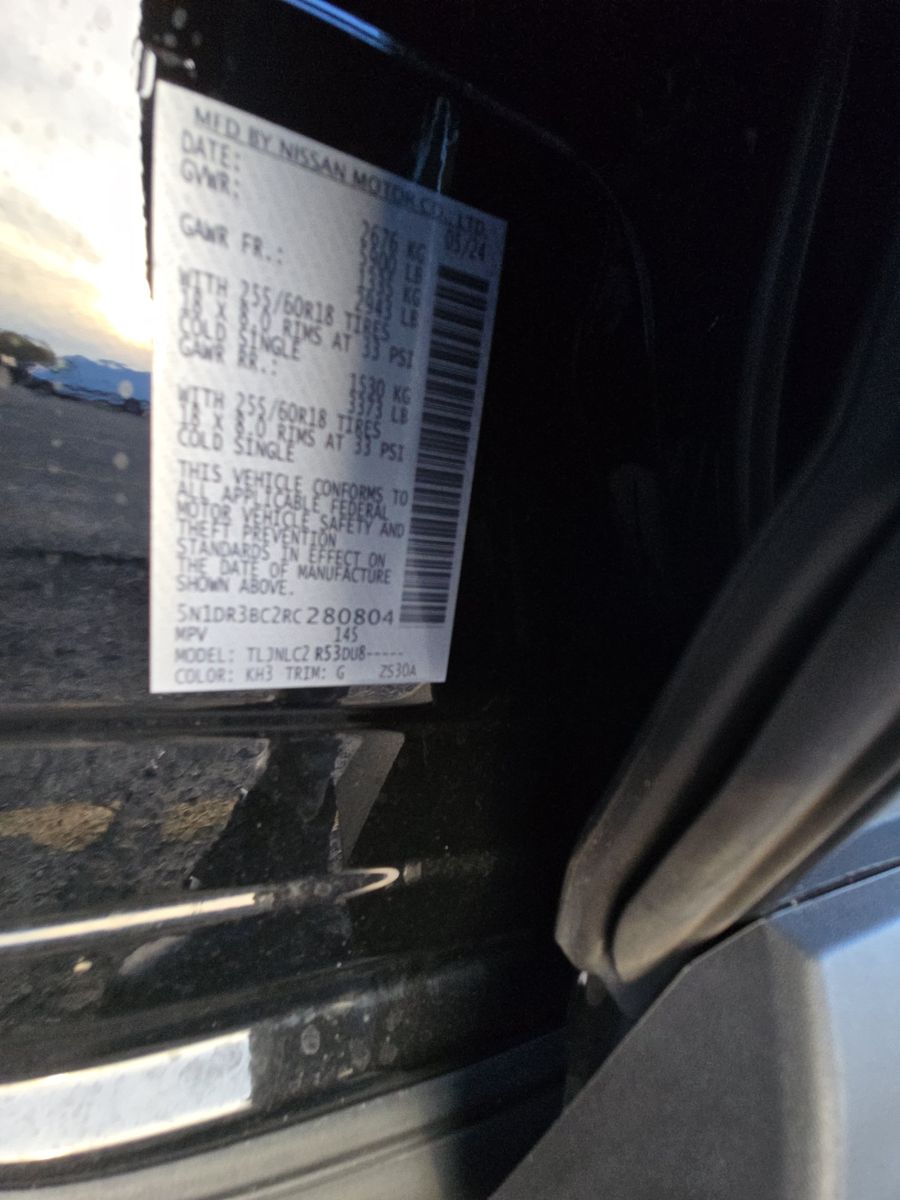 MFD BY NISSAN MOTOR CO., LTD.
DATE: 05/24
GVWR: 2676 KG
5900 LB
GAWR FR.: 1335 KG
2943 LB
WITH 255/60R18 TIRES
18 X 8.0 RIMS AT 33 PSI
COLD SINGLE
GAWR RR.: 1530 KG
3373 LB
WITH 255/60R18 TIRES
18 X 8.0 RIMS AT 33 PSI
COLD SINGLE
THIS VEHICLE CONFORMS TO
ALL APPLICABLE FEDERAL
MOTOR VEHICLE SAFETY AND
THEFT PREVENTION
STANDARDS IN EFFECT ON
THE DATE OF MANUFACTURE
SHOWN ABOVE.
5N1DR3BC2RC280804
MPV 145
MODEL: TLJNLC2 R53DU8-----
COLOR: KH3 TRIM: G ZS30A